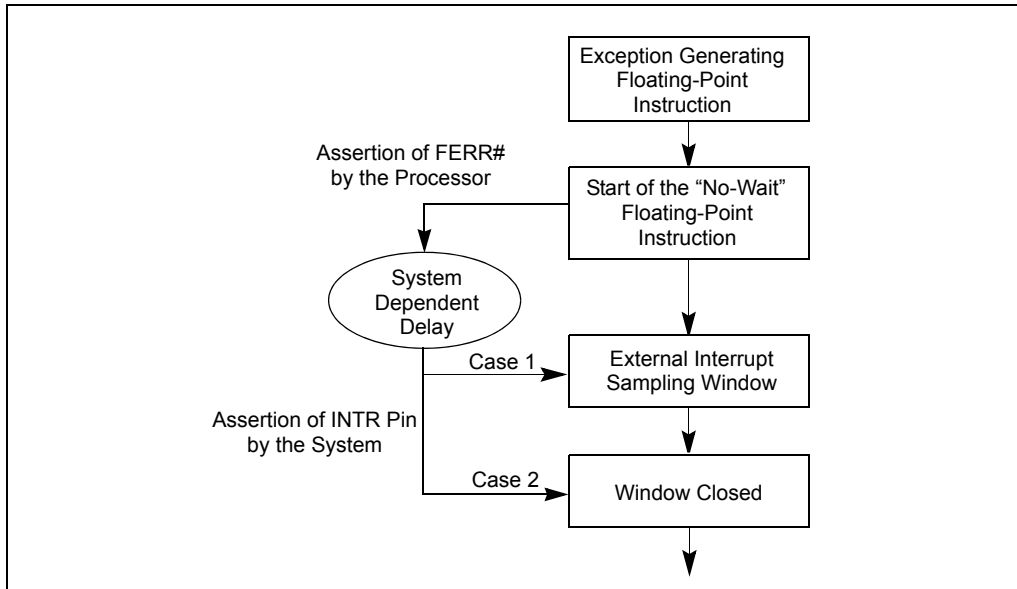 Exception Generating
Floating-Point
Instruction
Assertion of FERR#
by the Processor
Start of the “No-Wait”
Floating-Point
Instruction
System
Dependent
Delay
Case 1
External Interrupt
Sampling Window
Assertion of INTR Pin
by the System
Case 2
Window Closed